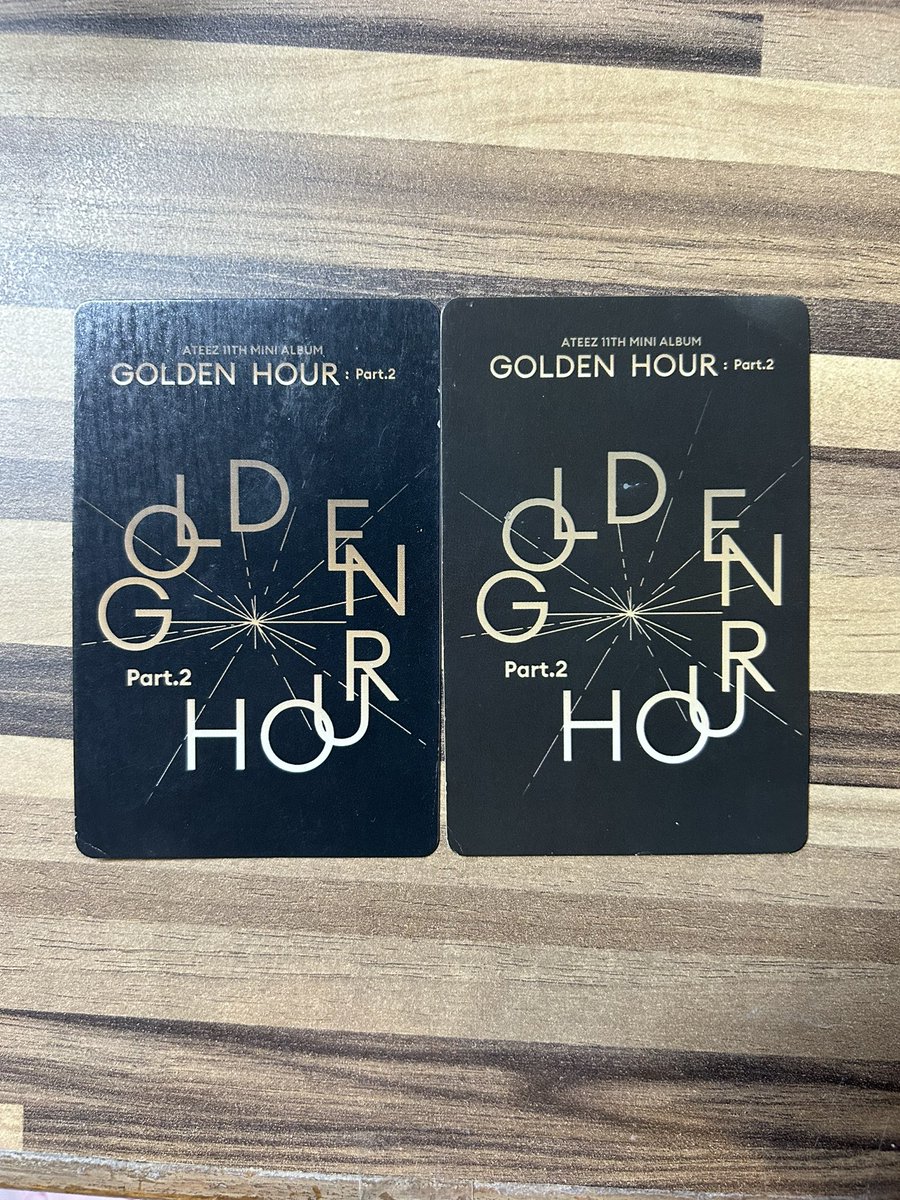 ATEEZ 11TH MINI ALBUM
GOLDEN HOUR : Part.2
GOLDEN
HOUR
Part.2
ATEEZ 11TH MINI ALBUM
GOLDEN HOUR : Part.2
GOLDEN
HOUR
Part.2